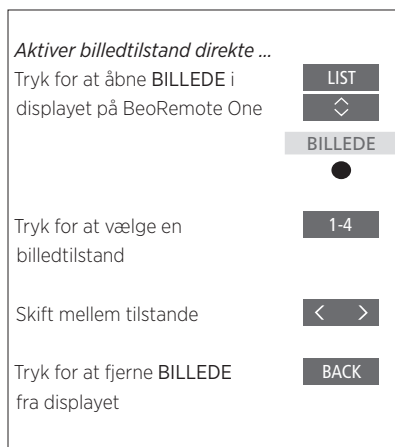 Aktiver billedtilstand direkte ...
Tryk for at åbne BILLEDE i
displayet på BeoRemote One
LIST
BILLEDE
Tryk for at vælge en
billedtilstand
1-4
Skift mellem tilstande
Tryk for at fjerne BILLEDE
fra displayet
BACK